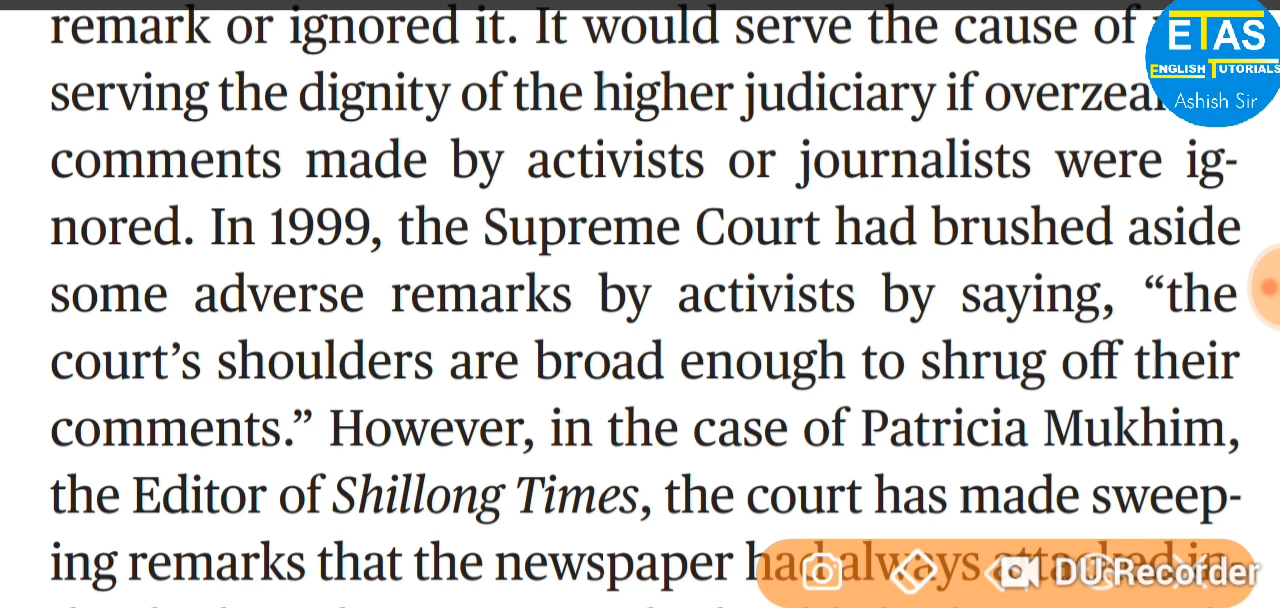 remark or ignored it. It would serve the cause of
serving the dignity of the higher judiciary if overzeal
comments made by activists or journalists were ig-
nored. In 1999, the Supreme Court had brushed aside
some adverse remarks by activists by saying, “the
court’s shoulders are broad enough to shrug off their
comments.” However, in the case of Patricia Mukhim,
the Editor of Shillong Times, the court has made sweep-
ing remarks that the newspaper had always attacked in
ETAS
ENGLISH TUTORIALS
Ashish Sir
DU Recorder